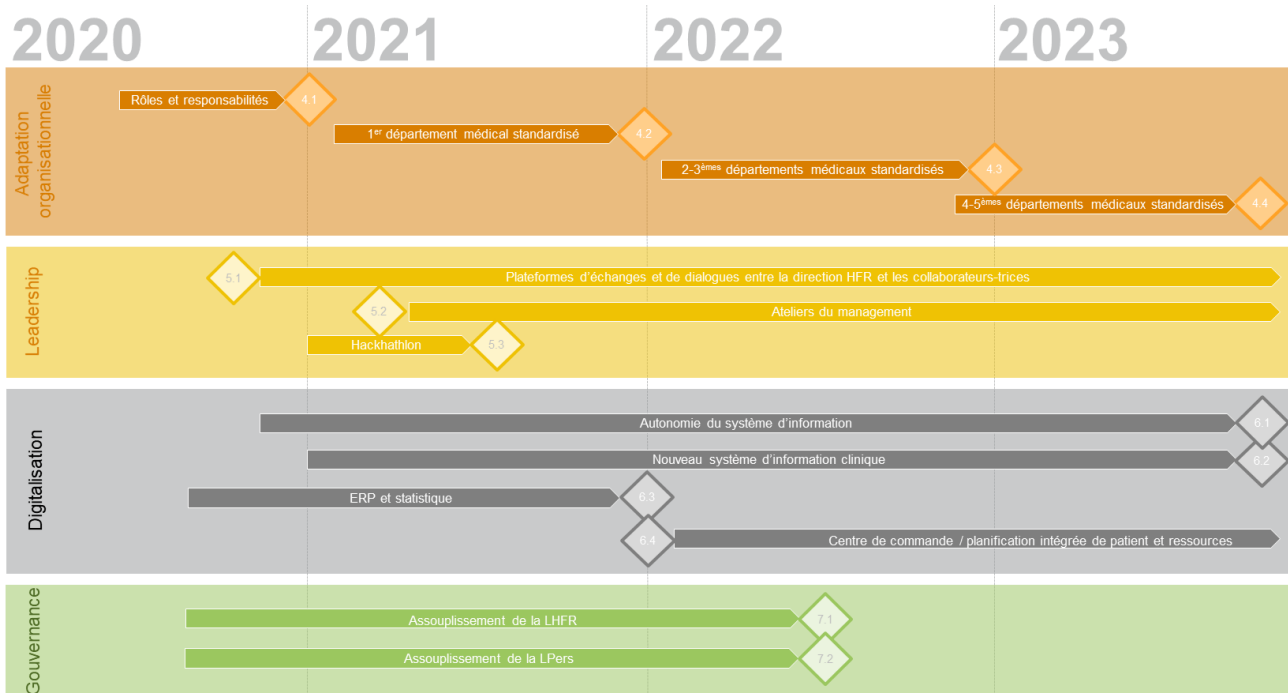 2020 2021 2022 2023
Adaptation
organisationnelle
Rôles et responsabilités 4.1
1er département médical standardisé 4.2
2-3èmes départements médicaux standardisés 4.3
4-5èmes départements médicaux standardisés 4.4
Leadership
5.1 Plateformes d'échanges et de dialogues entre la direction HFR et les collaborateurs-trices
5.2 Ateliers du management
Hackhathlon 5.3
Digitalisation
Autonomie du système d'information 6.1
Nouveau système d'information clinique 6.2
ERP et statistique 6.3
6.4 Centre de commande / planification intégrée de patient et ressources
Gouvernance
Assouplissement de la LHFR 7.1
Assouplissement de la LPers 7.2